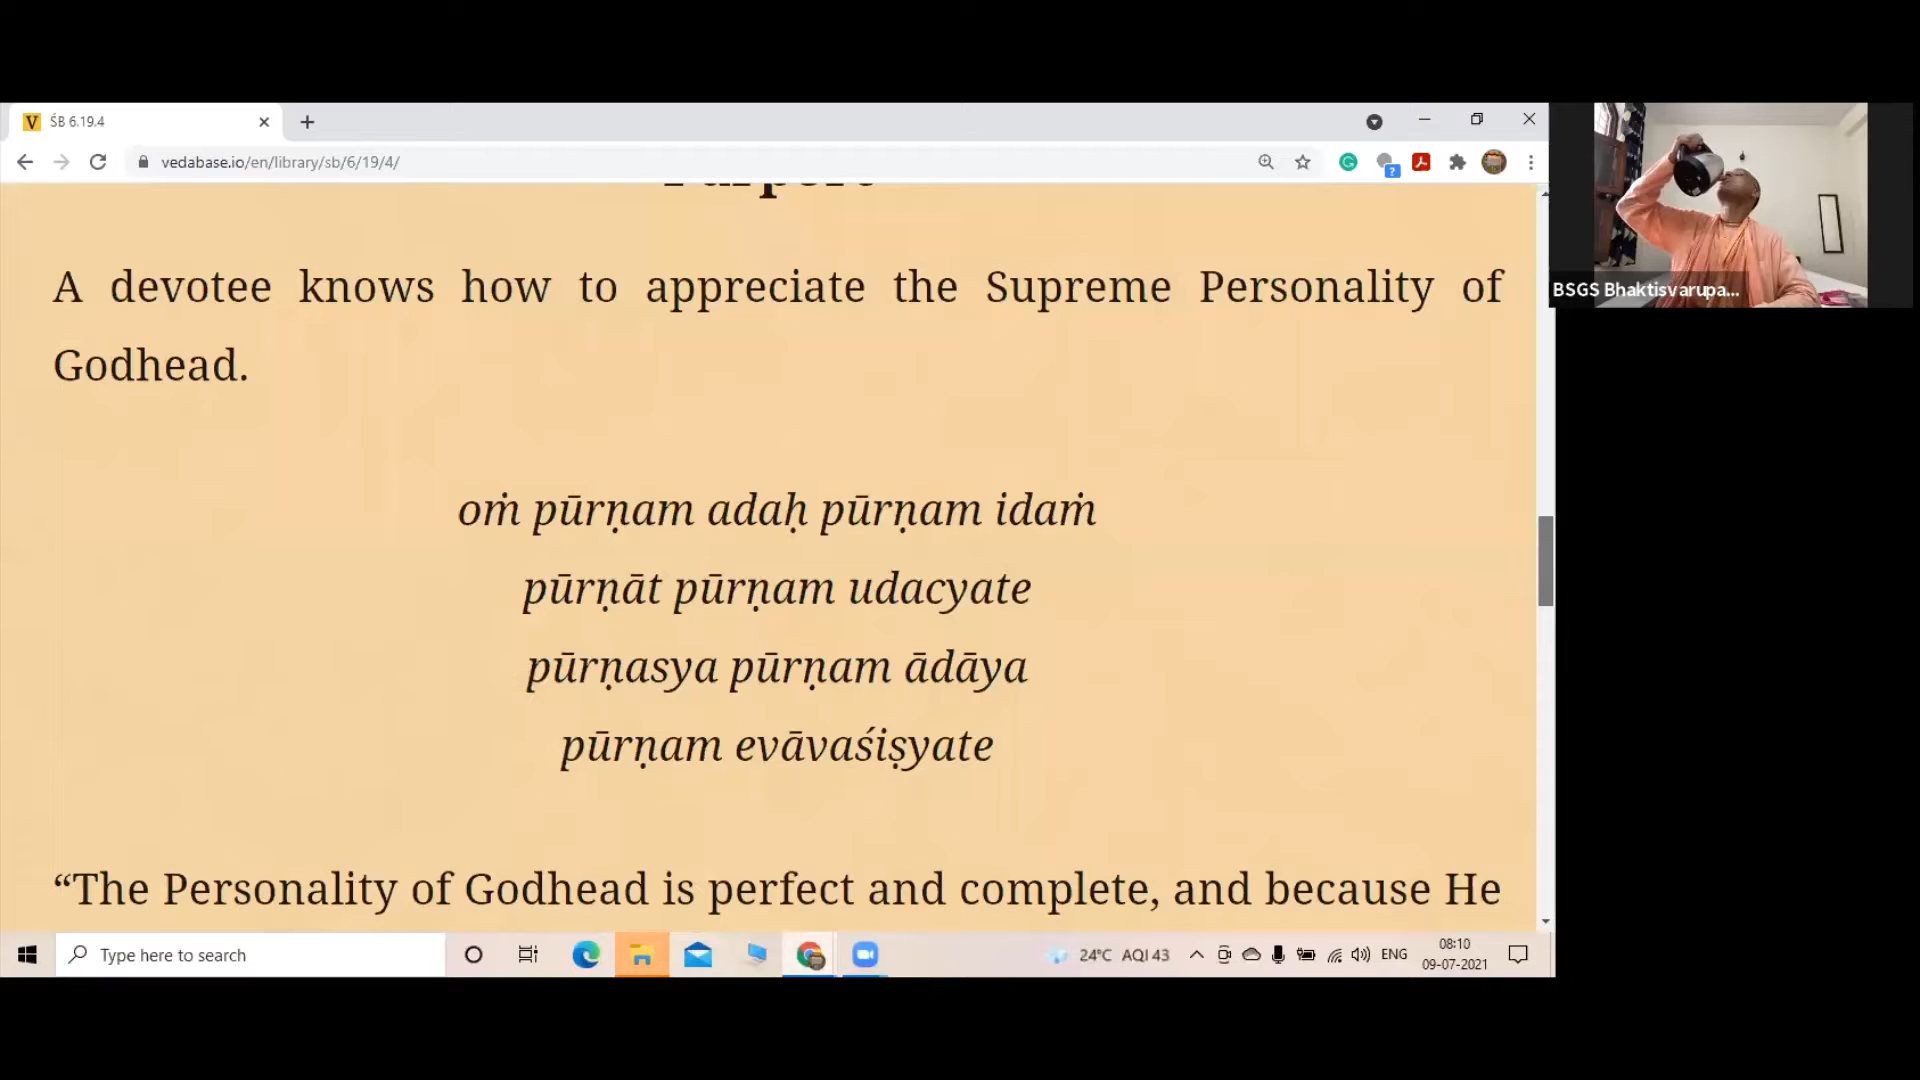 ŚB 6.19.4
vedabase.io/en/library/sb/6/19/4/
A devotee knows how to appreciate the Supreme Personality of
Godhead.
oṁ pūrṇam adaḥ pūrṇam idaṁ
pūrṇāt pūrṇam udacyate
pūrṇasya pūrṇam ādāya
pūrṇam evāvaśiṣyate
“The Personality of Godhead is perfect and complete, and because He
BSGS Bhaktisvarupa...
Type here to search
24°C AQI 43
ENG
08:10
09-07-2021